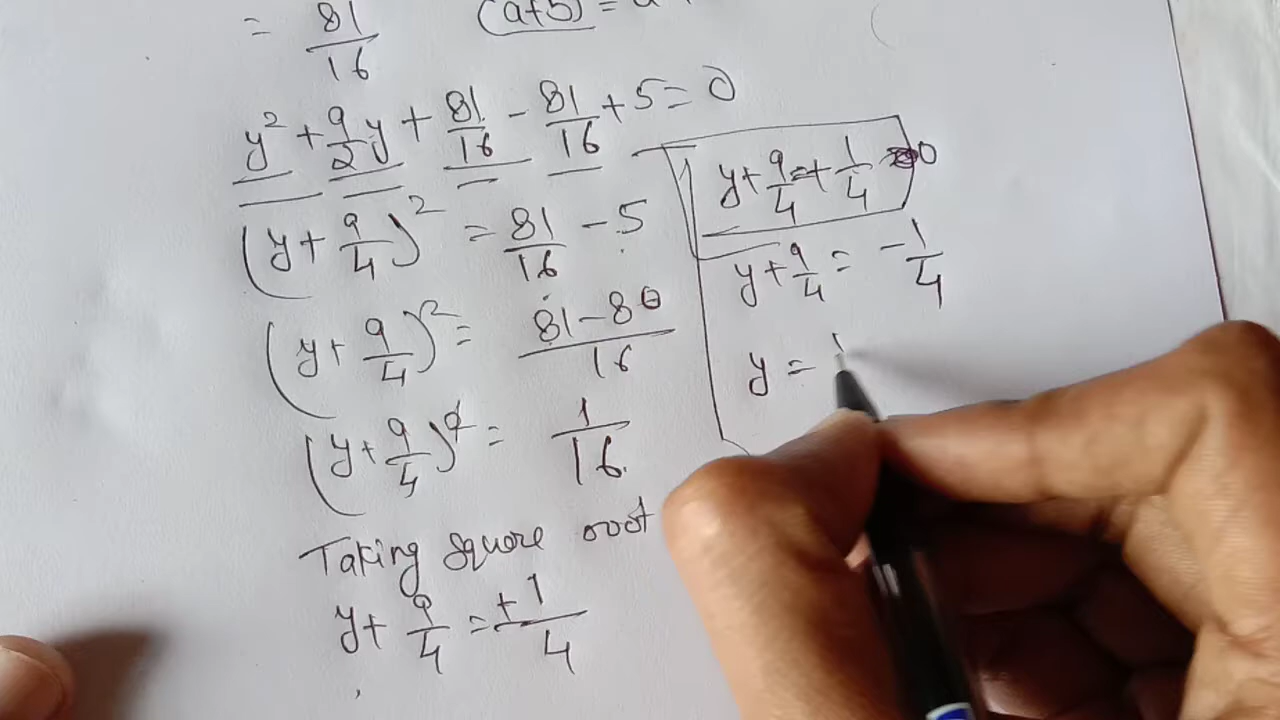 = 81/16
(a+b) = a
y² + 9/2 y + 81/16 - 81/16 + 5 = 0
(y + 9/4)² = 81/16 - 5
(y + 9/4)² = 81-80/16
(y + 9/4)² = 1/16
Taking square root
y + 9/4 = ±1/4
y + 9/4 = + 1/4 0
y + 9/4 = -1/4
y =